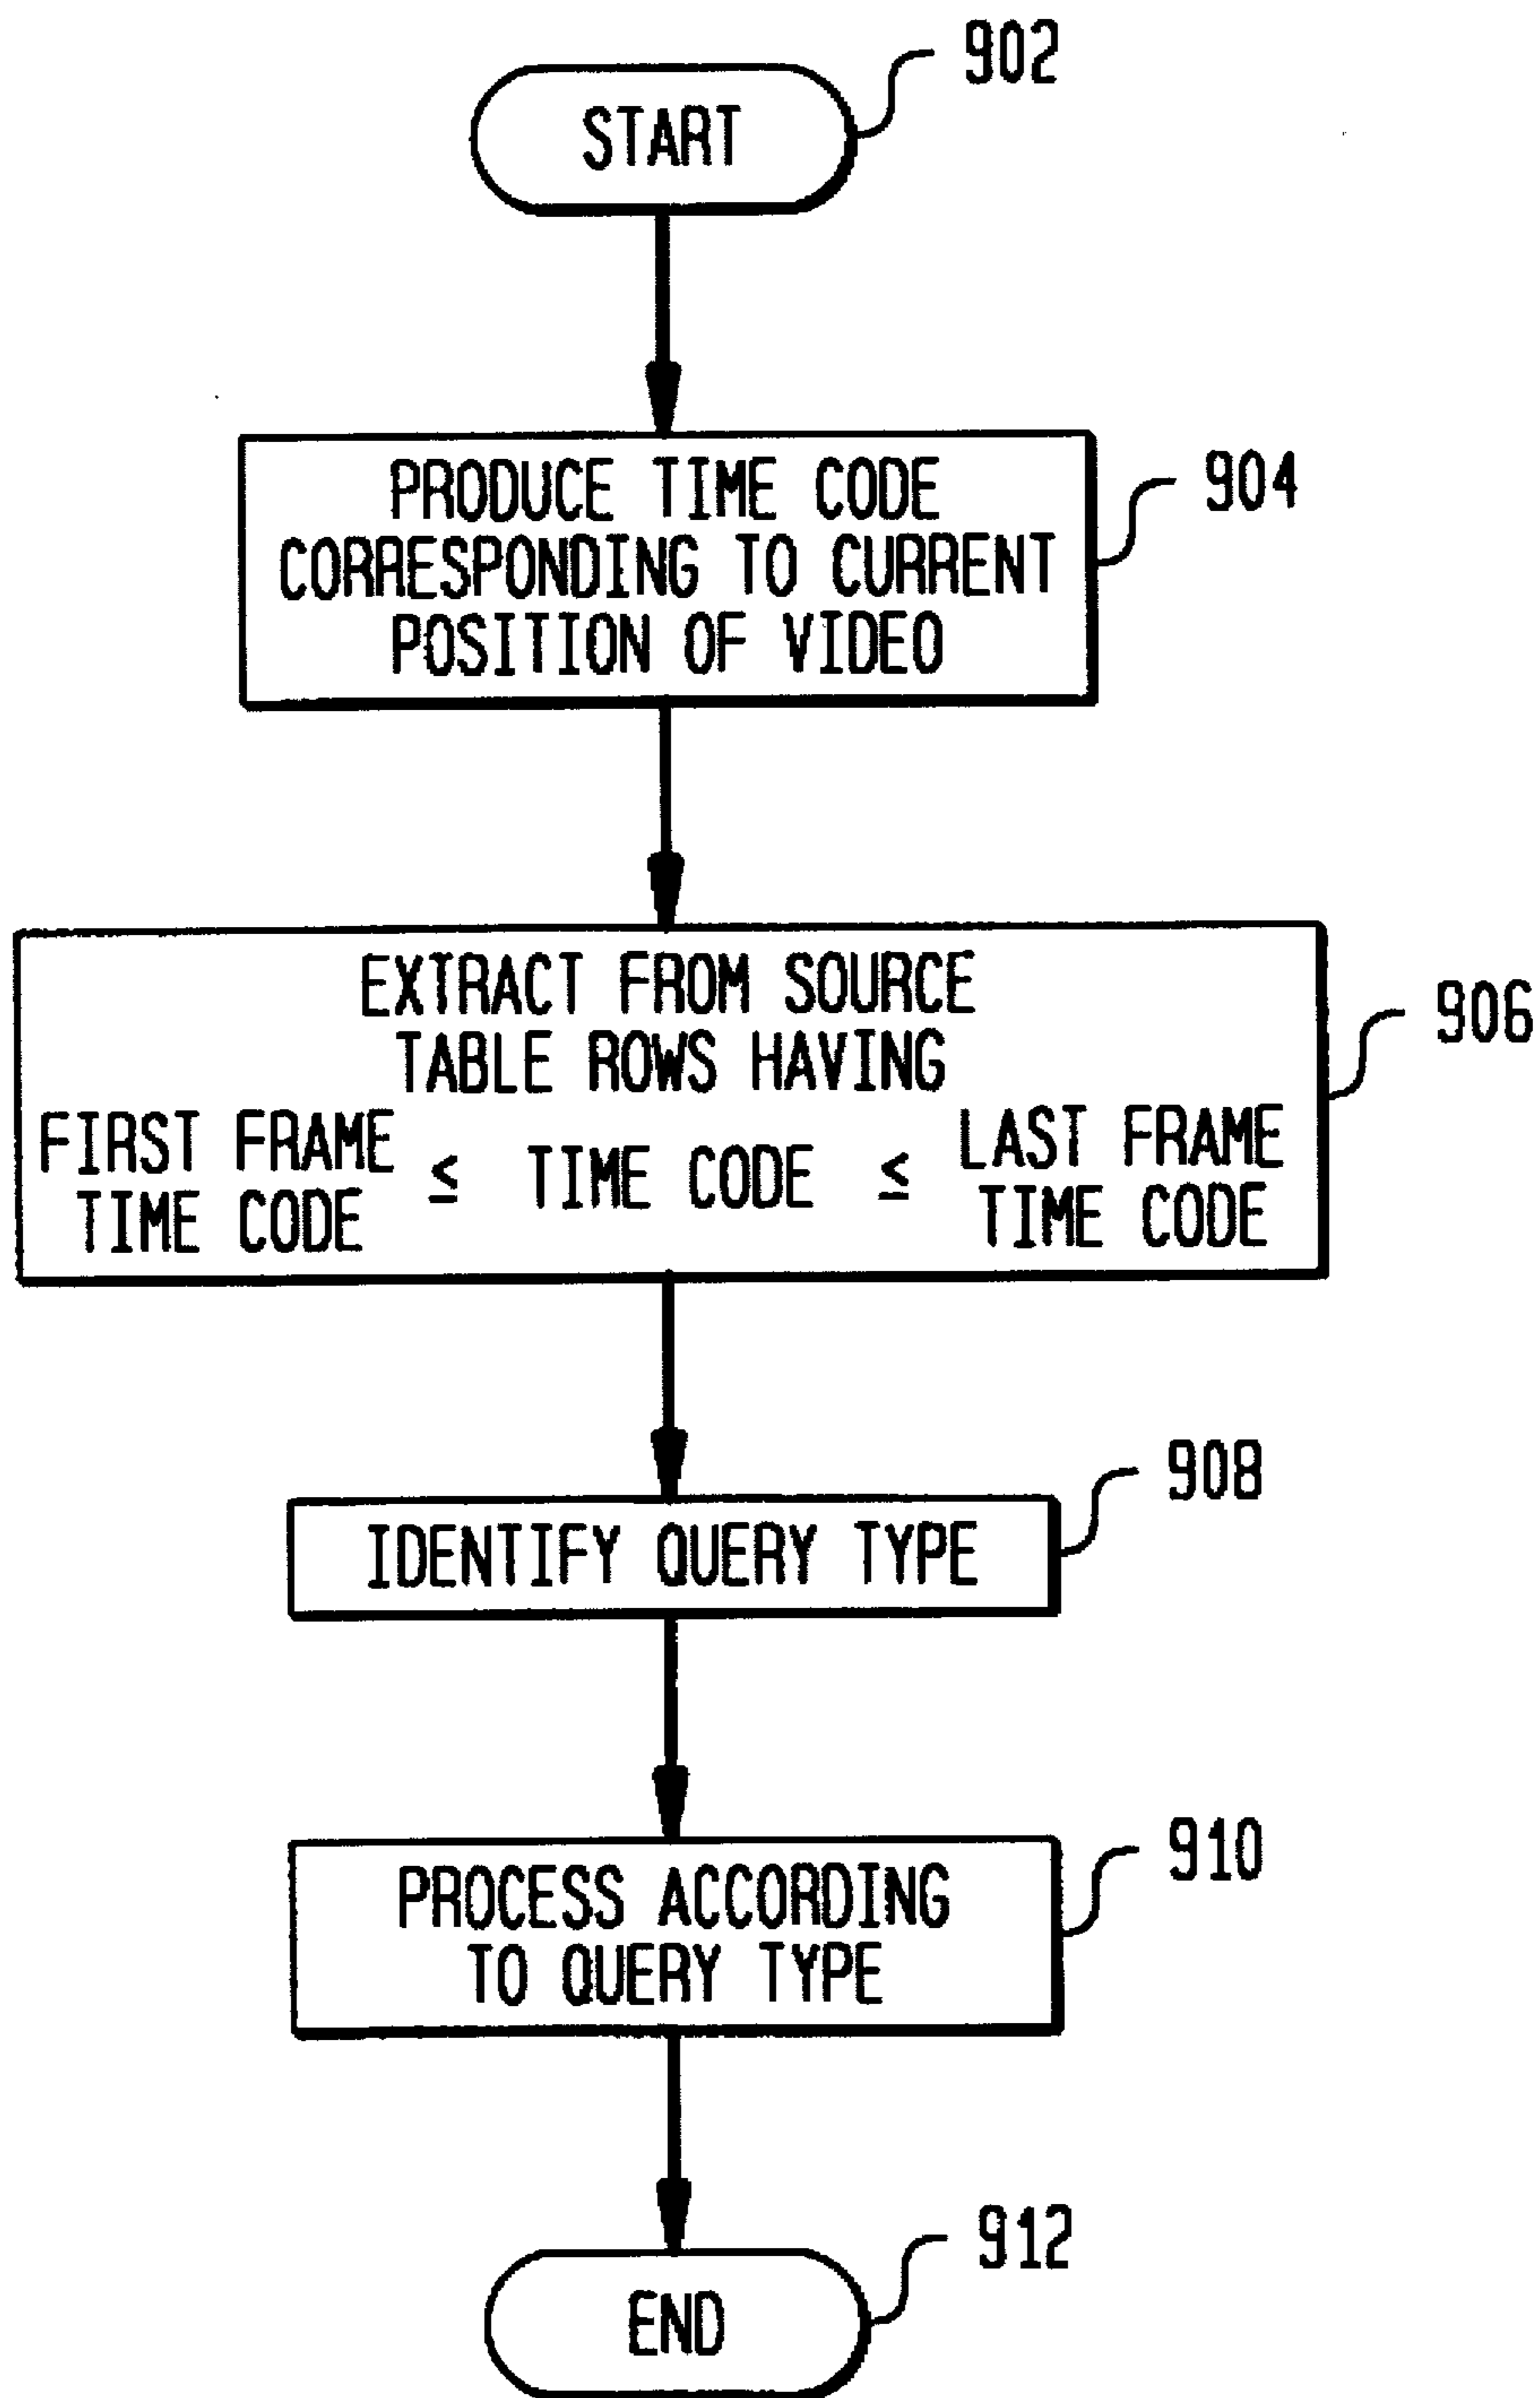 902
START
PRODUCE TIME CODE
CORRESPONDING TO CURRENT
POSITION OF VIDEO
904
EXTRACT FROM SOURCE
TABLE ROWS HAVING
FIRST FRAME
TIME CODE
≤ TIME CODE ≤
LAST FRAME
TIME CODE
906
IDENTIFY QUERY TYPE
908
PROCESS ACCORDING
TO QUERY TYPE
910
END
912